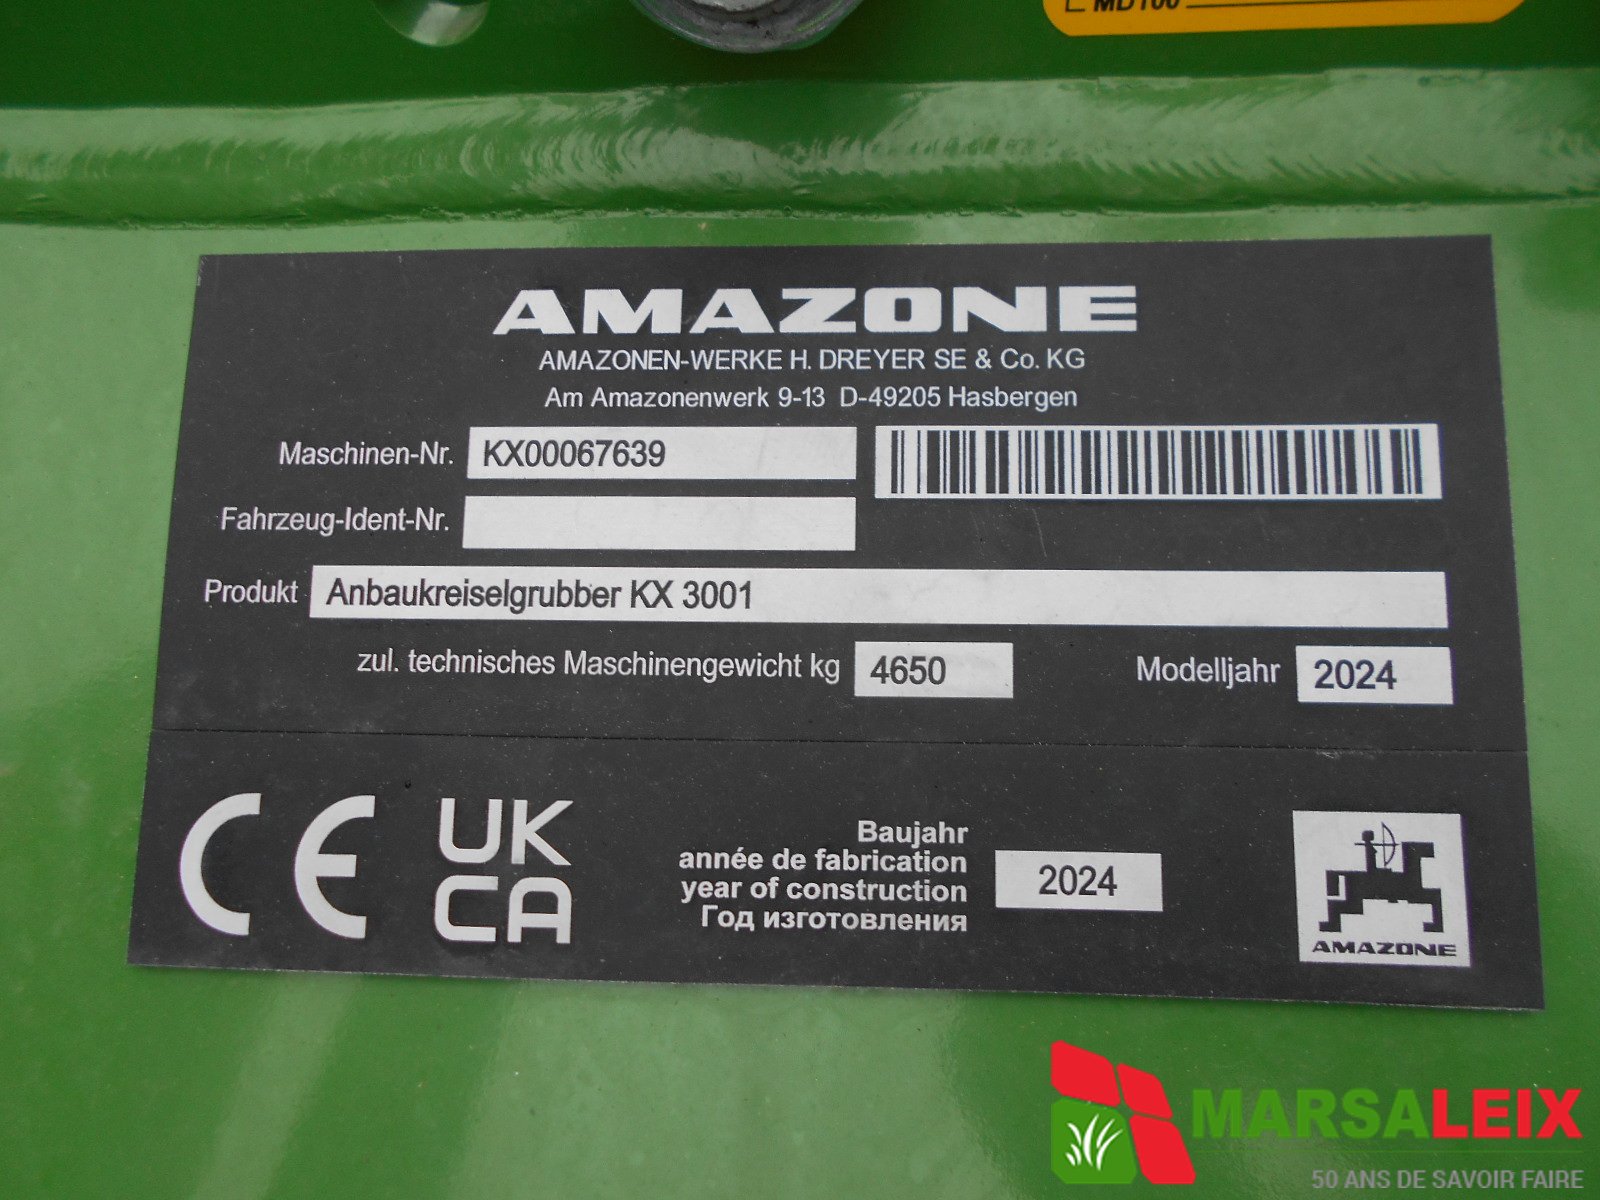 MD100
AMAZONE
AMAZONEN-WERKE H. DREYER SE & Co. KG
Am Amazonenwerk 9-13 D-49205 Hasbergen
Maschinen-Nr. KX00067639
Fahrzeug-Ident-Nr.
Produkt Anbaukreiselgrubber KX 3001
zul. technisches Maschinengewicht kg 4650 Modelljahr 2024
CE UK
CA
Baujahr
année de fabrication
year of construction 2024
Год изготовления
AMAZONE
MARSALEIX
50 ANS DE SAVOIR FAIRE